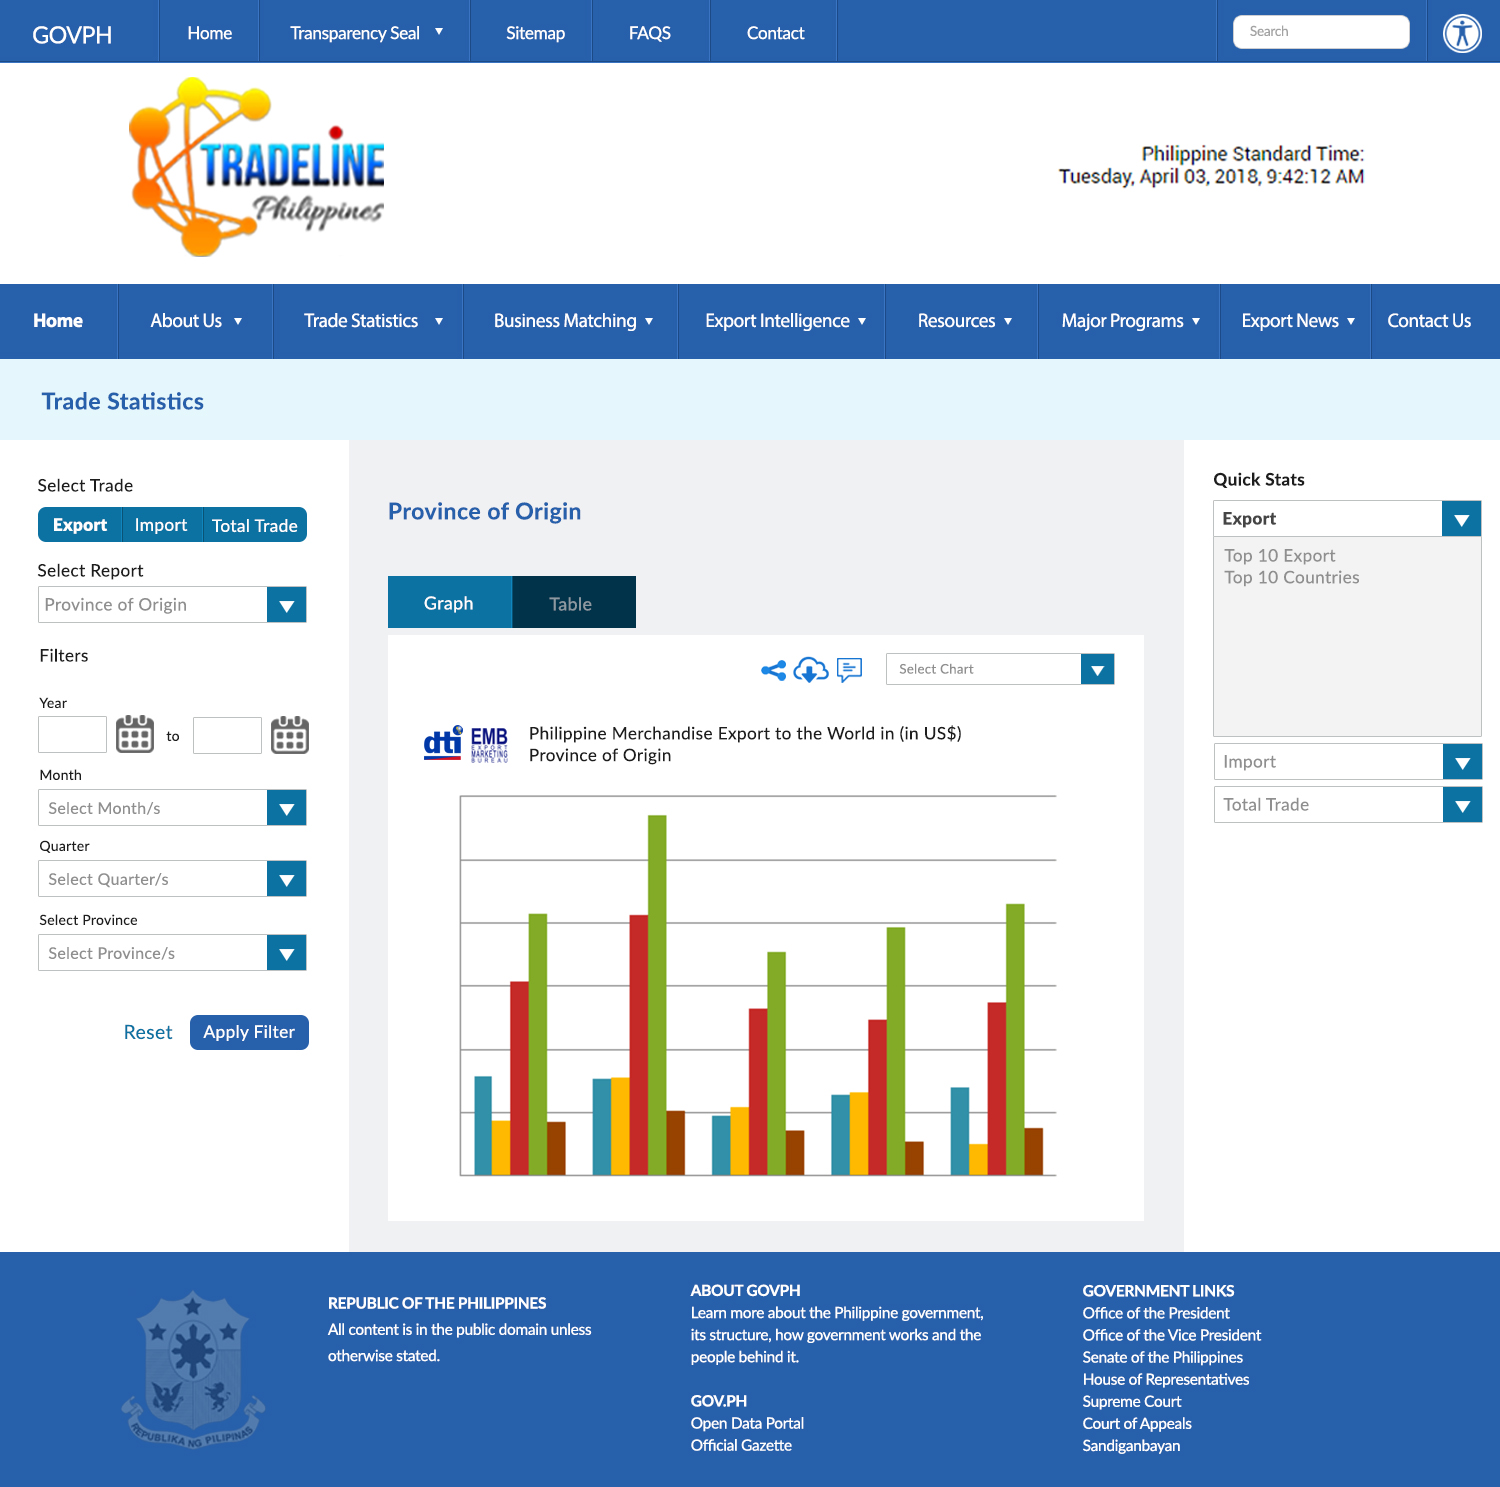 GOVPH
Home
Transparency Seal
Sitemap
FAQS
Contact
Search
TRADELINE
Philippines
Philippine Standard Time:
Tuesday, April 03, 2018, 9:42:12 AM
Home
About Us
Trade Statistics
Business Matching
Export Intelligence
Resources
Major Programs
Export News
Contact Us
Trade Statistics
Select Trade
Export
Import
Total Trade
Select Report
Province of Origin
Filters
Year
to
Month
Select Month/s
Quarter
Select Quarter/s
Select Province
Select Province/s
Reset
Apply Filter
Province of Origin
Graph
Table
Select Chart
dti
EMB
EXPORT
MARKETING
BUREAU
Philippine Merchandise Export to the World in (in US$)
Province of Origin
Quick Stats
Export
Top 10 Export
Top 10 Countries
Import
Total Trade
REPUBLIKA NG PILIPINAS
REPUBLIC OF THE PHILIPPINES
All content is in the public domain unless
otherwise stated.
ABOUT GOVPH
Learn more about the Philippine government,
its structure, how government works and the
people behind it.
GOV.PH
Open Data Portal
Official Gazette
GOVERNMENT LINKS
Office of the President
Office of the Vice President
Senate of the Philippines
House of Representatives
Supreme Court
Court of Appeals
Sandiganbayan